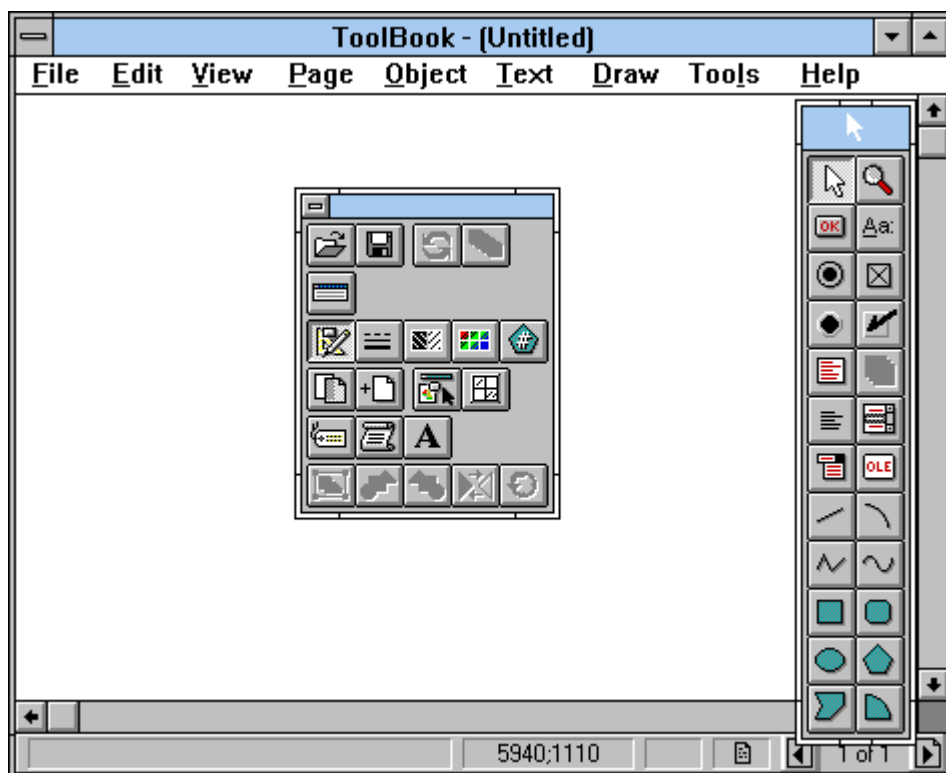 ToolBook - (Untitled)
File Edit View Page Object Text Draw Tools Help
OK Aa:
#
+
A
OLE
5940;1110 1 of 1